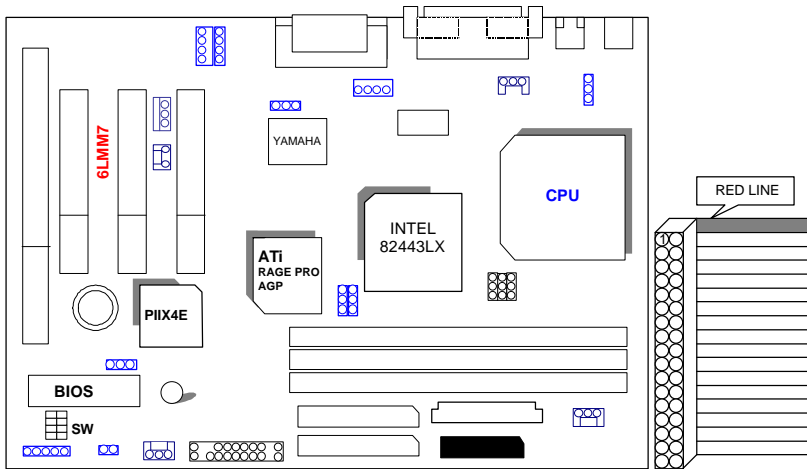 6LMM7
YAMAHA
CPU
RED LINE
INTEL
82443LX
1
ATi
RAGE PRO
AGP
PIIX4E
BIOS
SW